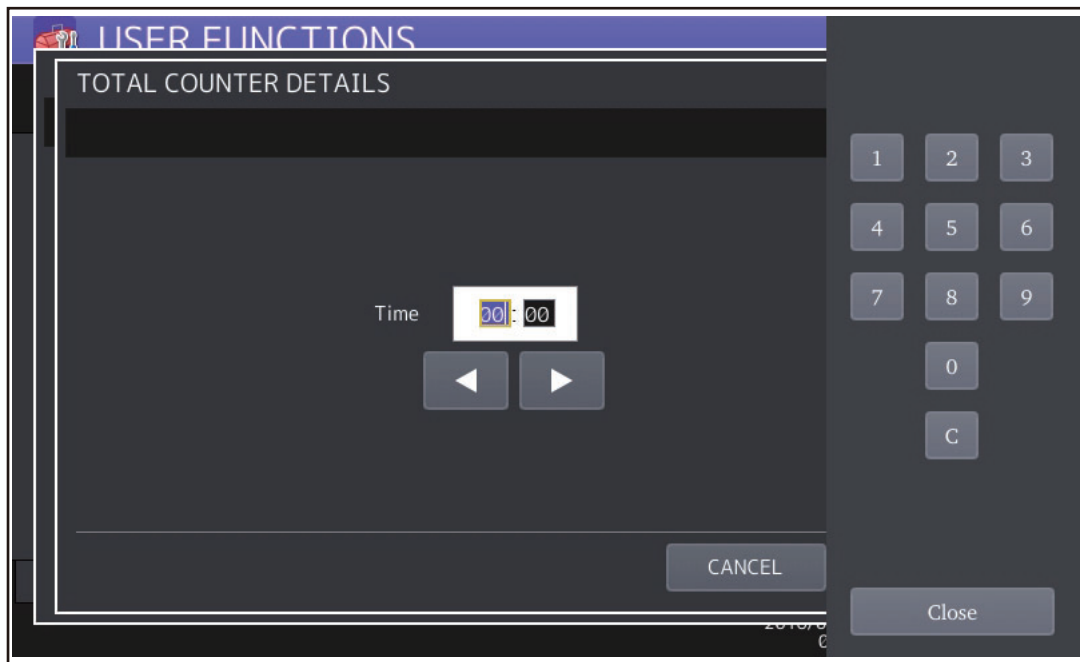 USER FUNCTIONS
TOTAL COUNTER DETAILS
Time 00 : 00
CANCEL
1 2 3
4 5 6
7 8 9
0
C
Close